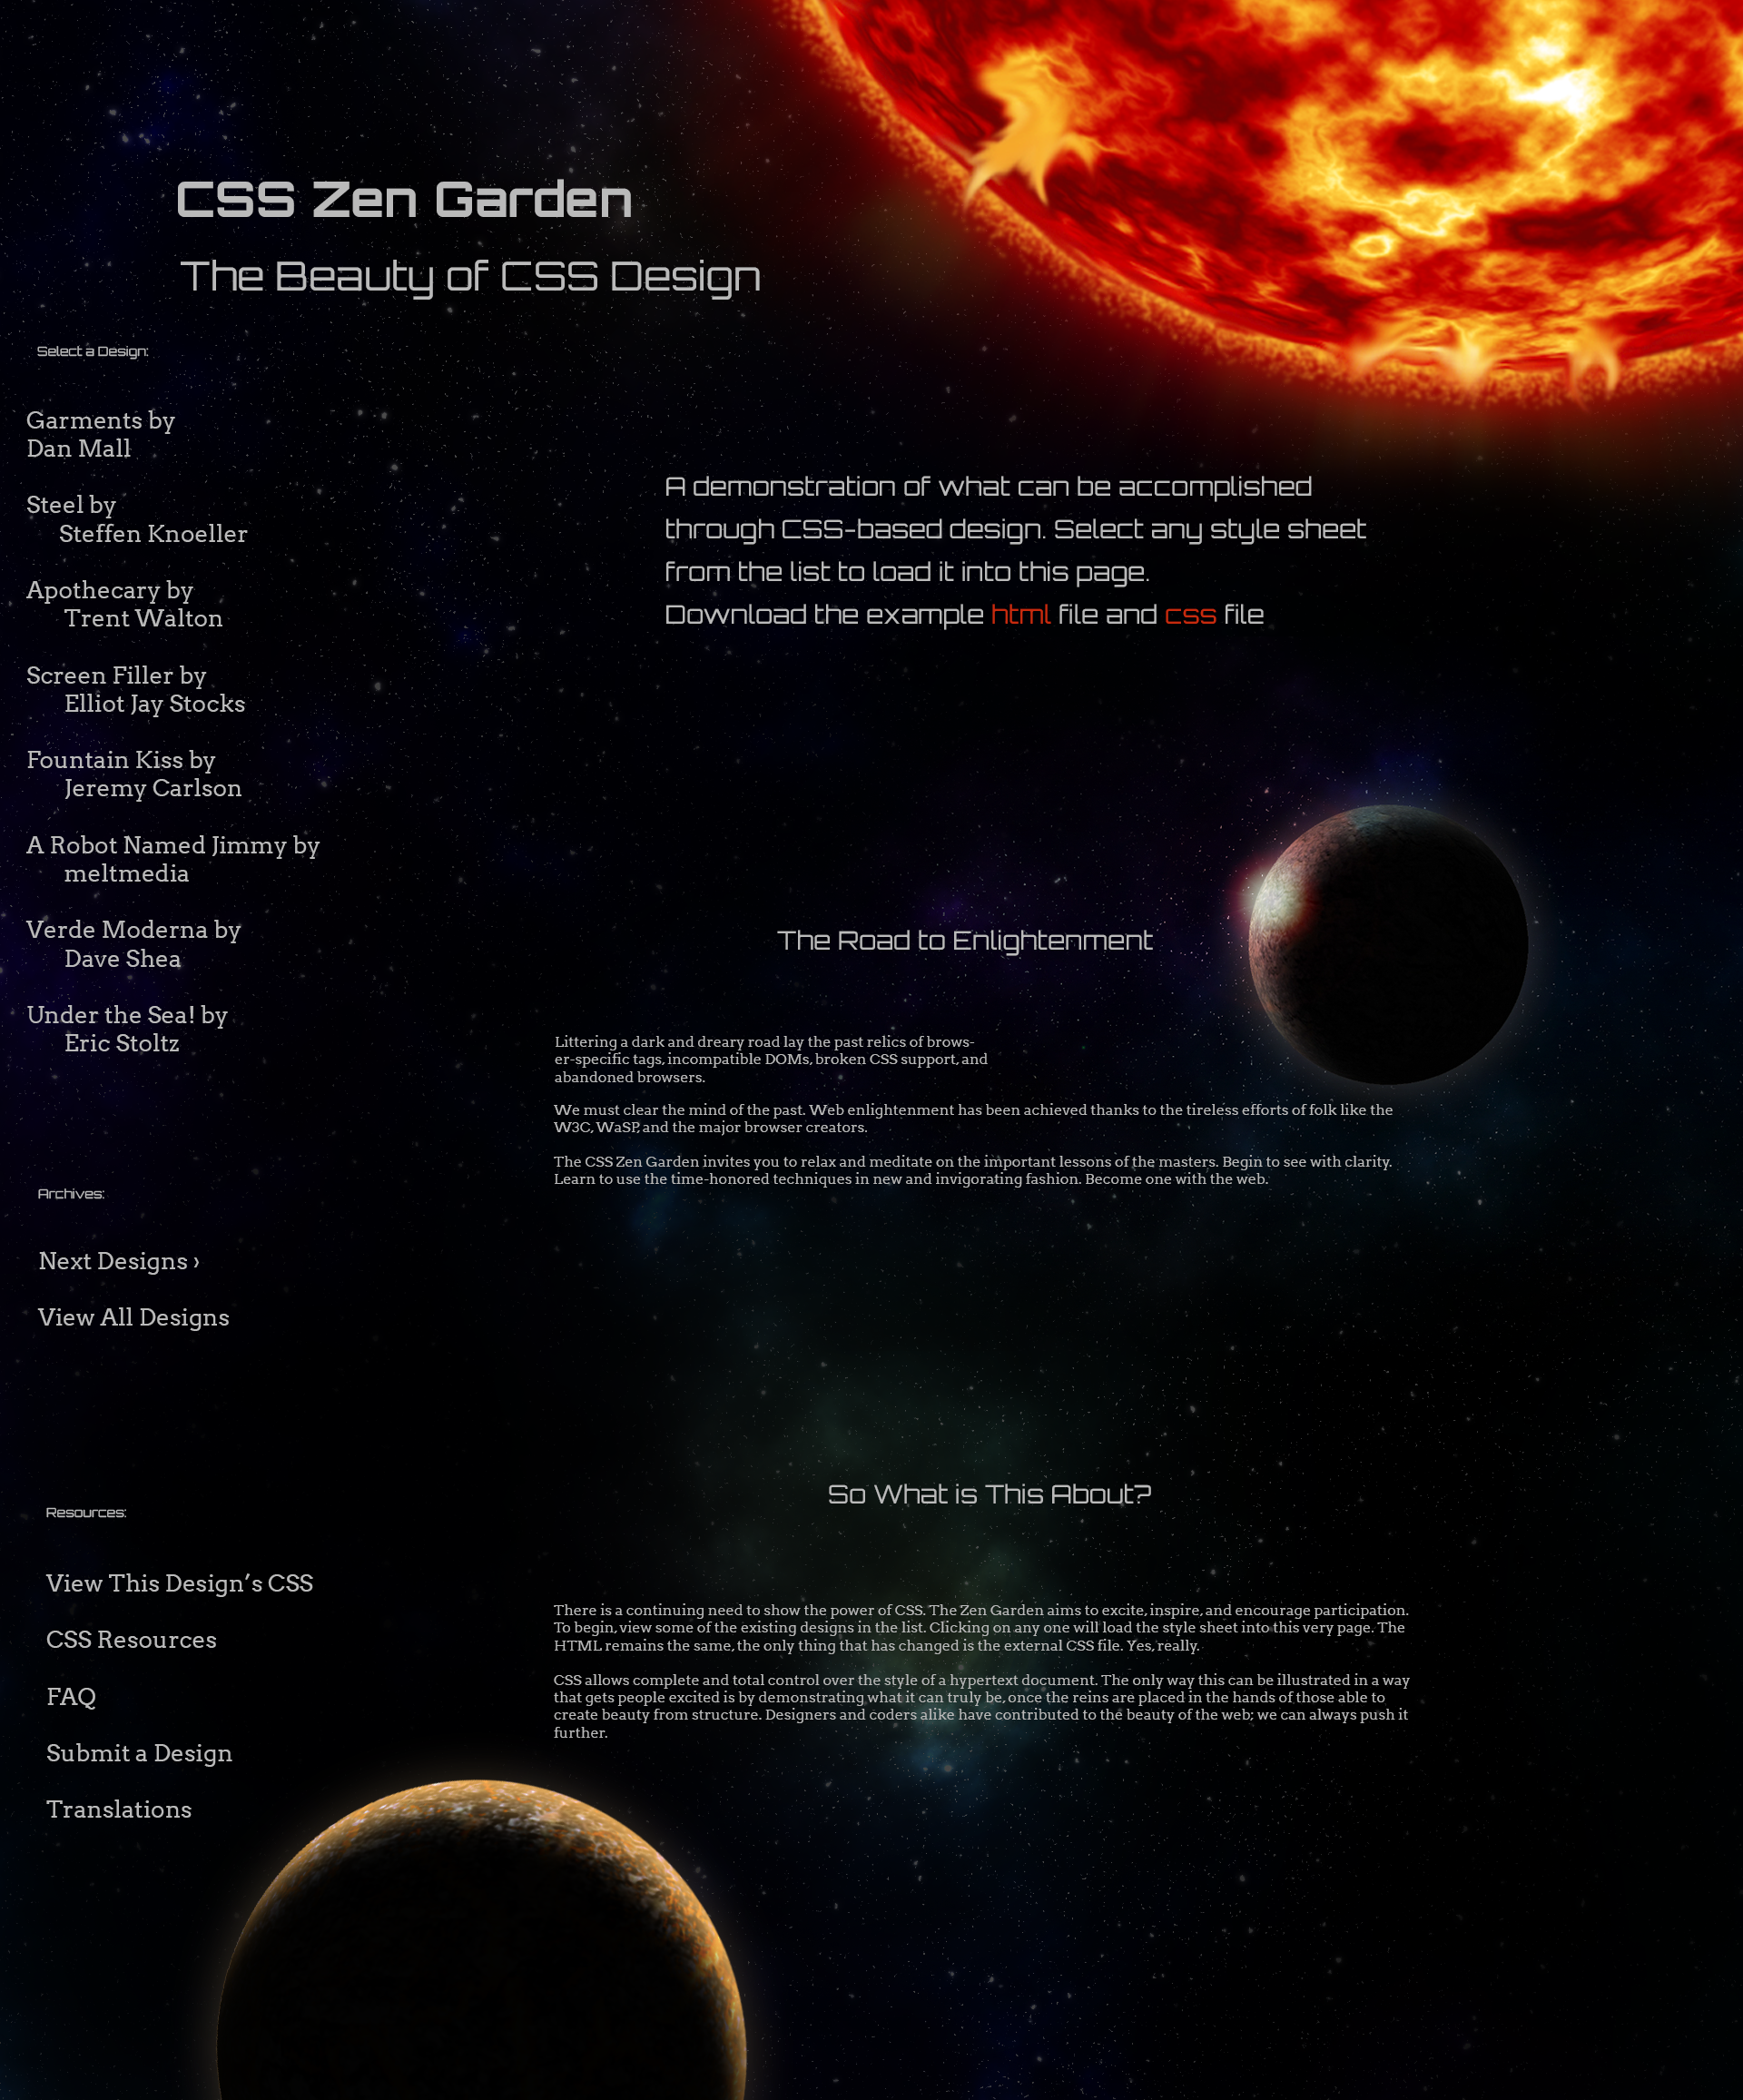 CSS Zen Garden
The Beauty of CSS Design
Select a Design:
Garments by
Dan Mall
Steel by
Steffen Knoeller
Apothecary by
Trent Walton
Screen Filler by
Elliot Jay Stocks
Fountain Kiss by
Jeremy Carlson
A Robot Named Jimmy by
meltmedia
Verde Moderna by
Dave Shea
Under the Sea! by
Eric Stoltz
Archives:
Next Designs ›
View All Designs
Resources:
View This Design’s CSS
CSS Resources
FAQ
Submit a Design
Translations
A demonstration of what can be accomplished
through CSS-based design. Select any style sheet
from the list to load it into this page.
Download the example html file and css file
The Road to Enlightenment
Littering a dark and dreary road lay the past relics of brows-
er-specific tags, incompatible DOMs, broken CSS support, and
abandoned browsers.
We must clear the mind of the past. Web enlightenment has been achieved thanks to the tireless efforts of folk like the
W3C, WaSP, and the major browser creators.
The CSS Zen Garden invites you to relax and meditate on the important lessons of the masters. Begin to see with clarity.
Learn to use the time-honored techniques in new and invigorating fashion. Become one with the web.
So What is This About?
There is a continuing need to show the power of CSS. The Zen Garden aims to excite, inspire, and encourage participation.
To begin, view some of the existing designs in the list. Clicking on any one will load the style sheet into this very page. The
HTML remains the same, the only thing that has changed is the external CSS file. Yes, really.
CSS allows complete and total control over the style of a hypertext document. The only way this can be illustrated in a way
that gets people excited is by demonstrating what it can truly be, once the reins are placed in the hands of those able to
create beauty from structure. Designers and coders alike have contributed to the beauty of the web; we can always push it
further.